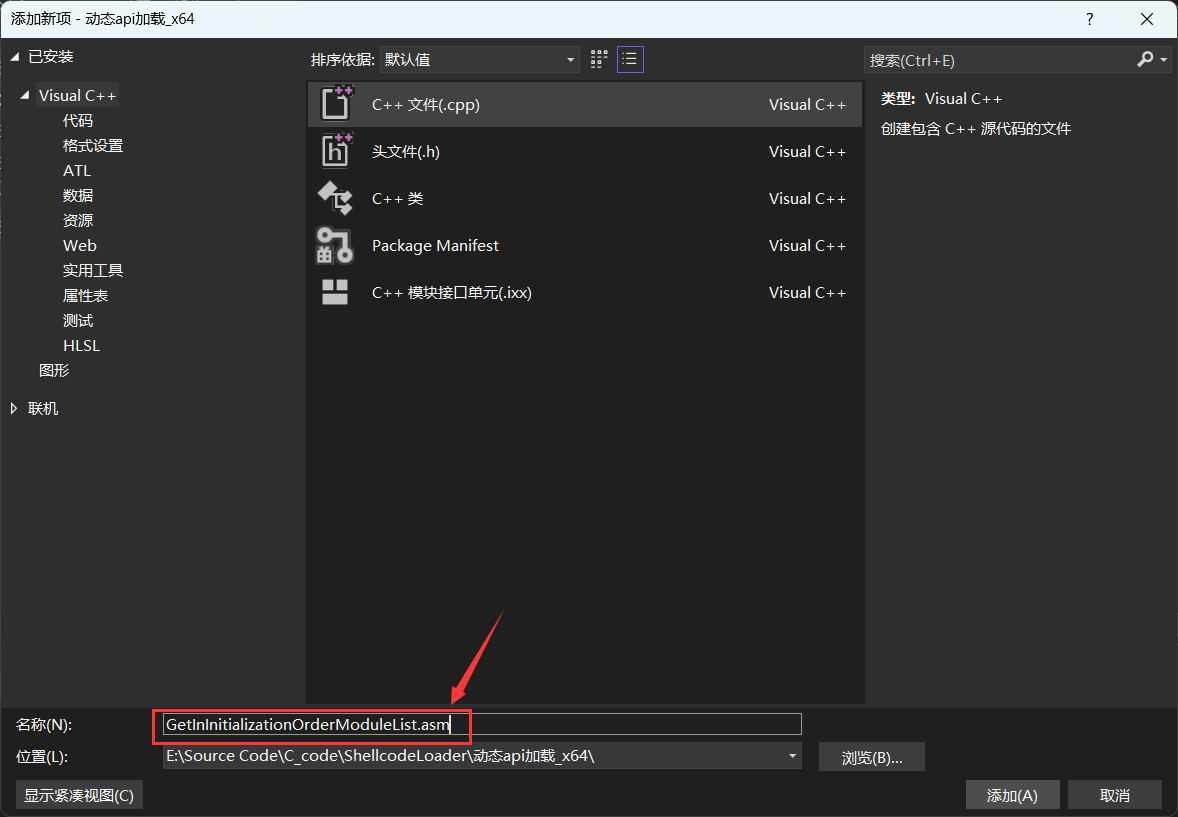 添加新项 - 动态api加载_x64
?
已安装
Visual C++
代码
格式设置
ATL
数据
资源
Web
实用工具
属性表
测试
HLSL
图形
联机
排序依据: 默认值
C++ 文件(.cpp) Visual C++
头文件(.h) Visual C++
C++ 类 Visual C++
Package Manifest Visual C++
C++ 模块接口单元(.ixx) Visual C++
搜索(Ctrl+E)
类型: Visual C++
创建包含 C++ 源代码的文件
名称(N): GetInInitializationOrderModuleList.asm
位置(L): E:\Source Code\C_code\ShellcodeLoader\动态api加载_x64\ 浏览(B)...
显示紧凑视图(C) 添加(A) 取消